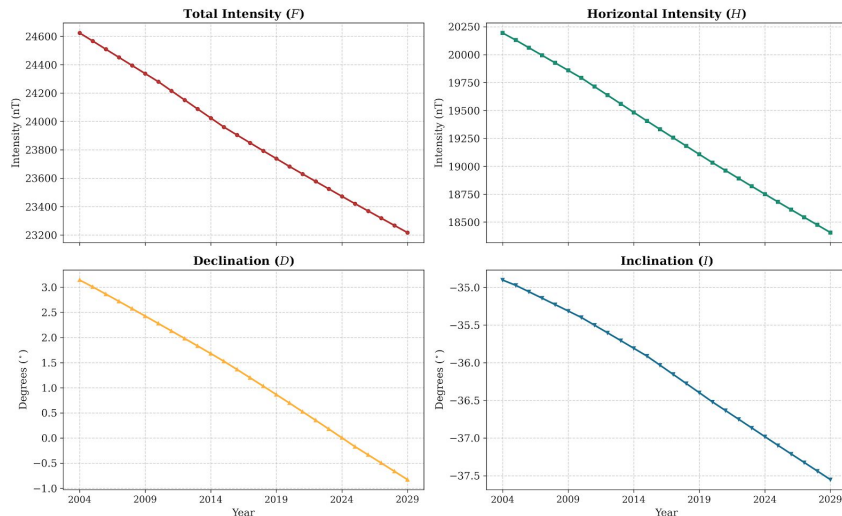 Total Intensity (F)
Intensity (nT)
24600
24400
24200
24000
23800
23600
23400
23200
Horizontal Intensity (H)
Intensity (nT)
20250
20000
19750
19500
19250
19000
18750
18500
Declination (D)
Degrees (°)
3.0
2.5
2.0
1.5
1.0
0.5
0.0
−0.5
−1.0
2004 2009 2014 2019 2024 2029
Year
Inclination (I)
Degrees (°)
−35.0
−35.5
−36.0
−36.5
−37.0
−37.5
2004 2009 2014 2019 2024 2029
Year